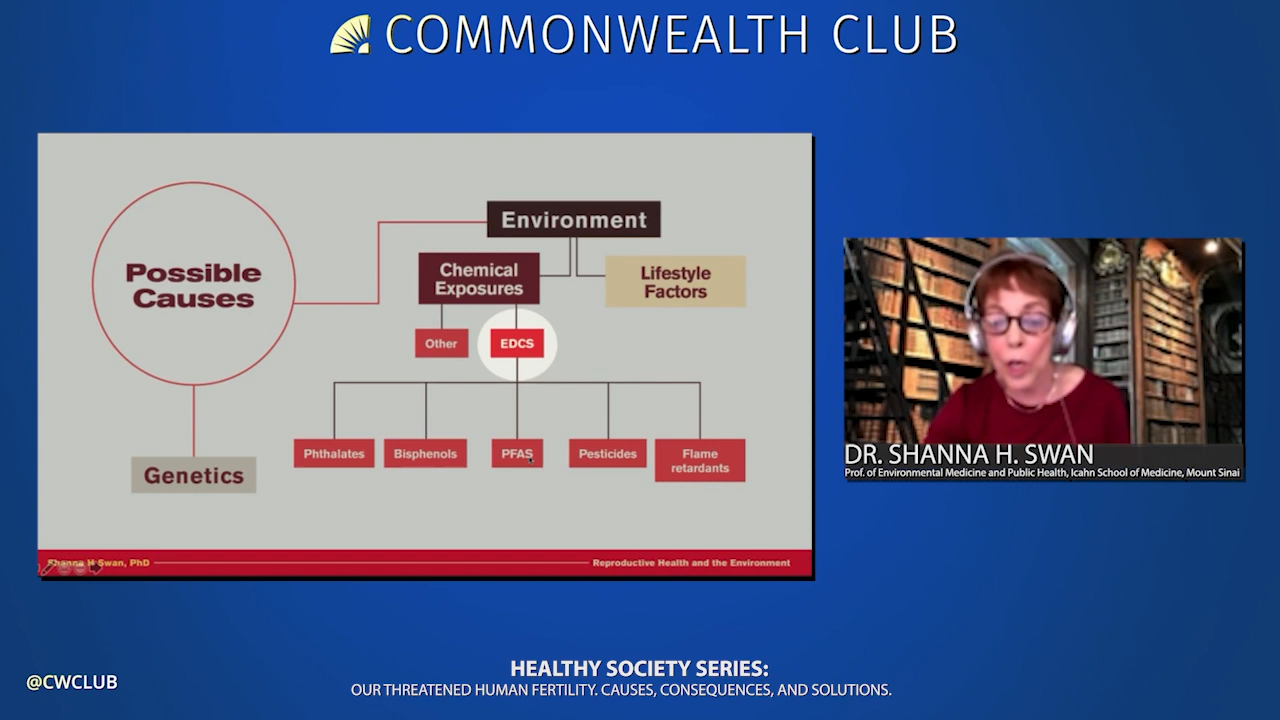 COMMONWEALTH CLUB
Possible
Causes
Genetics
Environment
Chemical
Exposures
Lifestyle
Factors
Other
EDCS
Phthalates
Bisphenols
PFAS
Pesticides
Flame
retardants
Shanna H Swan, PhD
Reproductive Health and the Environment
DR. SHANNA H. SWAN
Prof. of Environmental Medicine and Public Health, Icahn School of Medicine, Mount Sinai
@CWCLUB
HEALTHY SOCIETY SERIES:
OUR THREATENED HUMAN FERTILITY. CAUSES, CONSEQUENCES, AND SOLUTIONS.